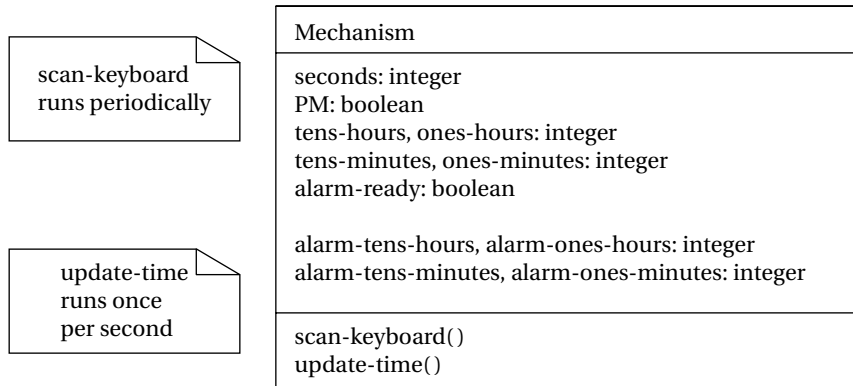 scan-keyboard
runs periodically
update-time
runs once
per second
Mechanism
seconds: integer
PM: boolean
tens-hours, ones-hours: integer
tens-minutes, ones-minutes: integer
alarm-ready: boolean
alarm-tens-hours, alarm-ones-hours: integer
alarm-tens-minutes, alarm-ones-minutes: integer
scan-keyboard()
update-time()